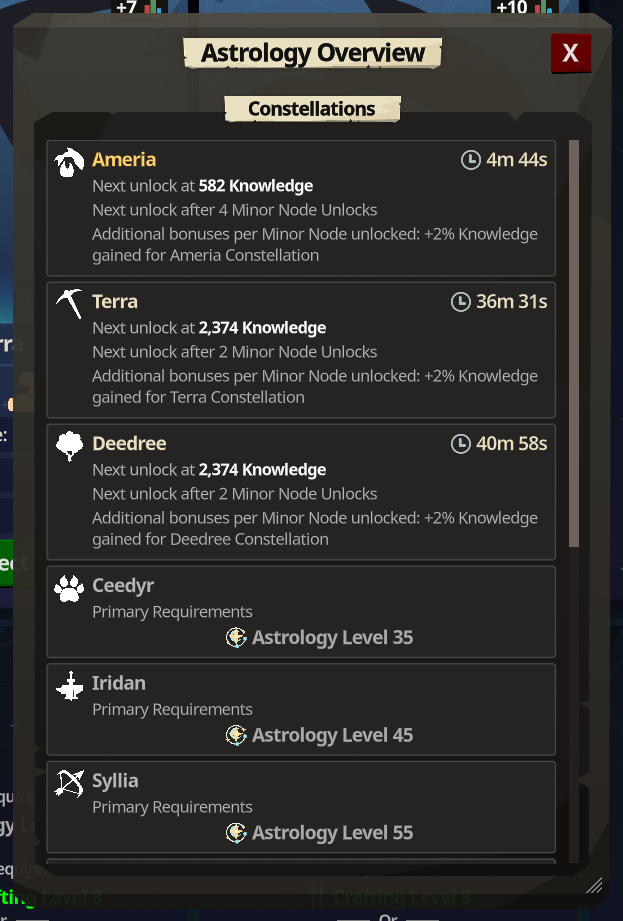 +7
+10
Astrology Overview
X
Constellations
Ameria
4m 44s
Next unlock at 582 Knowledge
Next unlock after 4 Minor Node Unlocks
Additional bonuses per Minor Node unlocked: +2% Knowledge
gained for Ameria Constellation
Terra
36m 31s
Next unlock at 2,374 Knowledge
Next unlock after 2 Minor Node Unlocks
Additional bonuses per Minor Node unlocked: +2% Knowledge
gained for Terra Constellation
Deedree
40m 58s
Next unlock at 2,374 Knowledge
Next unlock after 2 Minor Node Unlocks
Additional bonuses per Minor Node unlocked: +2% Knowledge
gained for Deedree Constellation
Ceedyr
Primary Requirements
Astrology Level 35
Iridan
Primary Requirements
Astrology Level 45
Syllia
Primary Requirements
Astrology Level 55
Crafting Level 8
Or